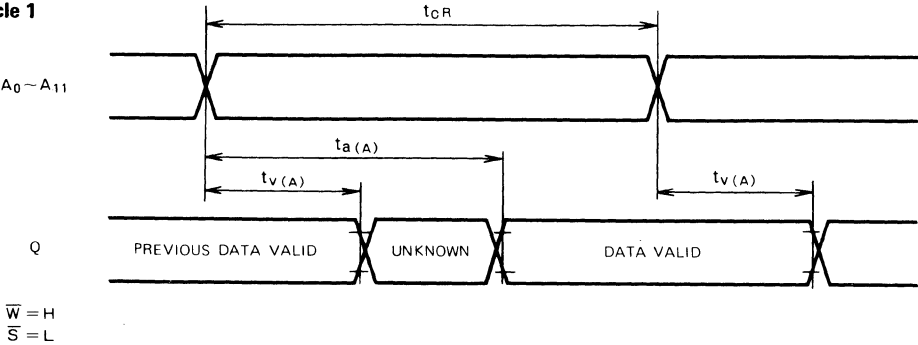 cle 1
tCR
A0~A11
ta(A)
tv(A)
tv(A)
Q
PREVIOUS DATA VALID
UNKNOWN
DATA VALID
W̅ = H
S̅ = L